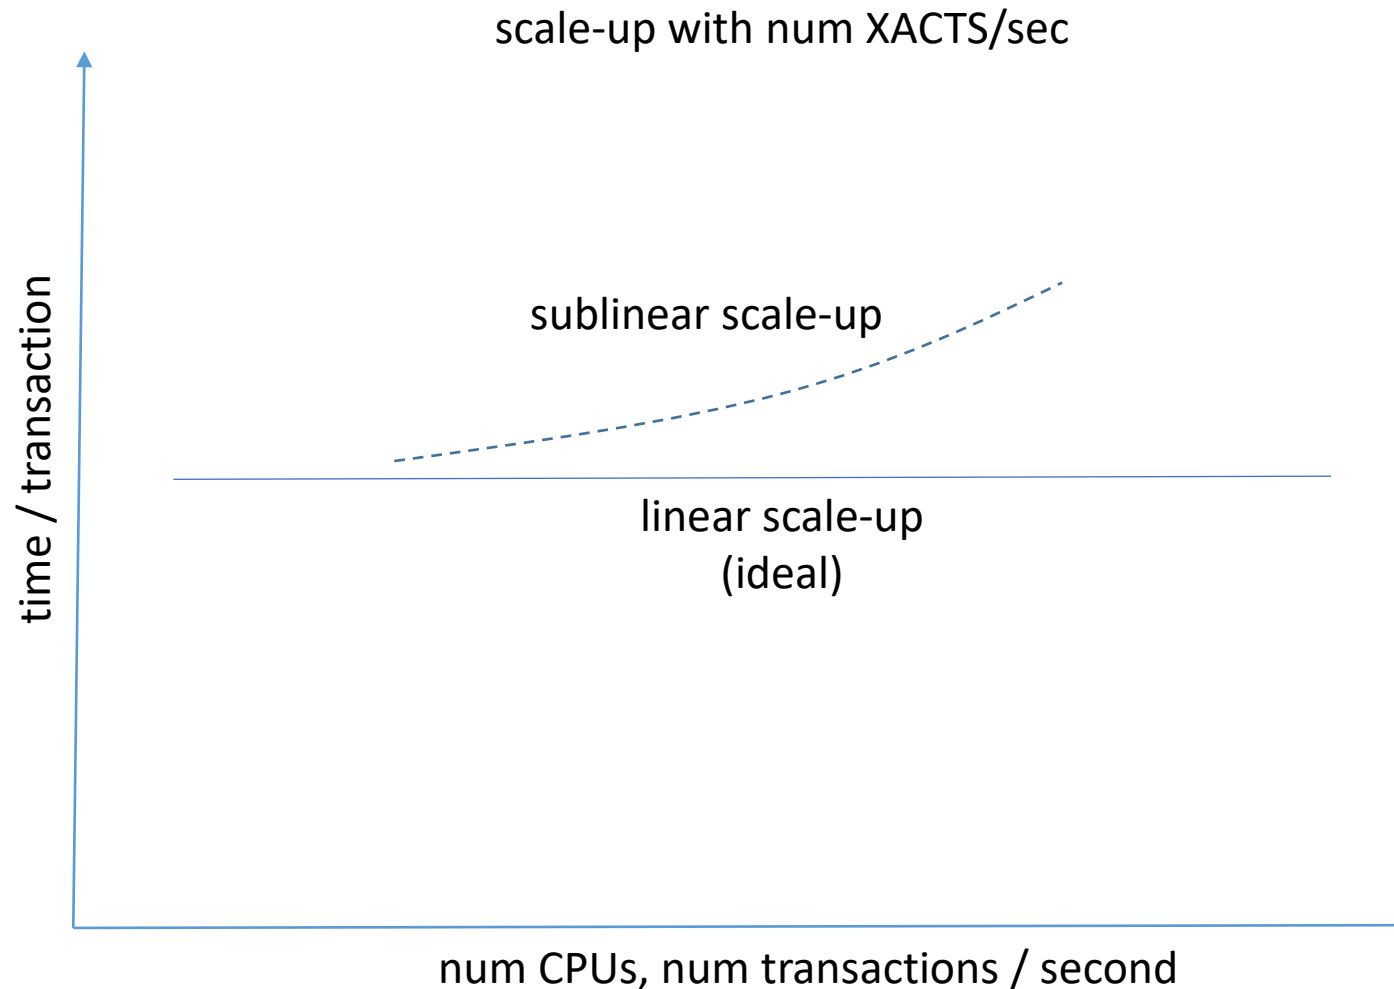 scale-up with num XACTS/sec
time / transaction
sublinear scale-up
linear scale-up
(ideal)
num CPUs, num transactions / second